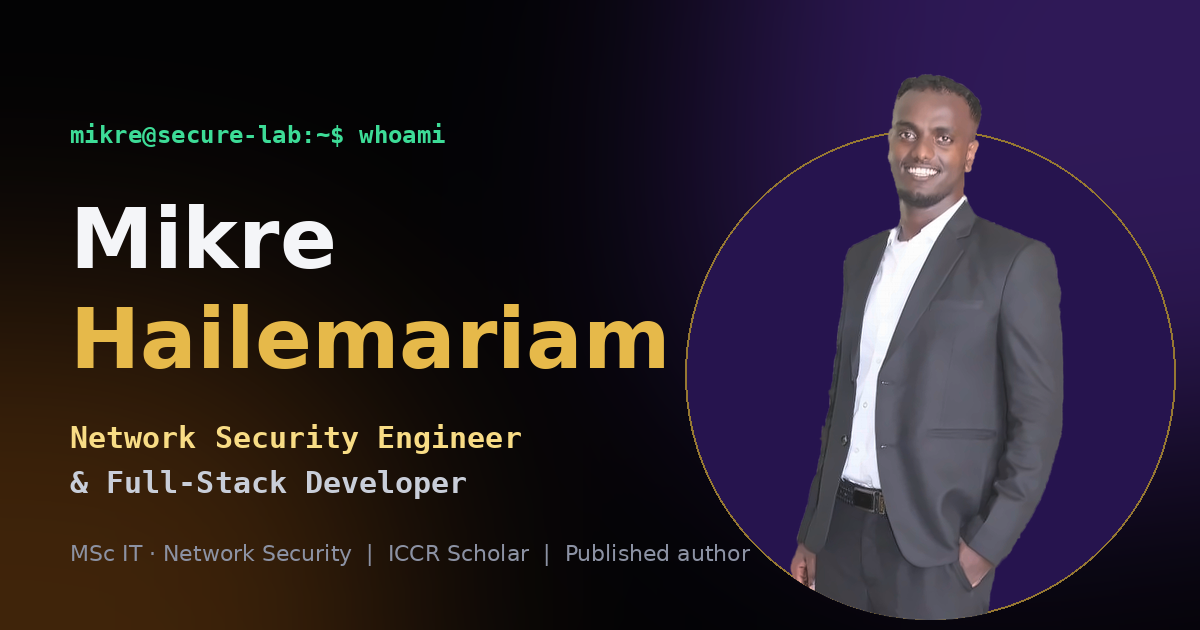 mikre@secure-lab:~$ whoami
Mikre
Hailemariam
Network Security Engineer
& Full-Stack Developer
MSc IT · Network Security | ICCR Scholar | Published author